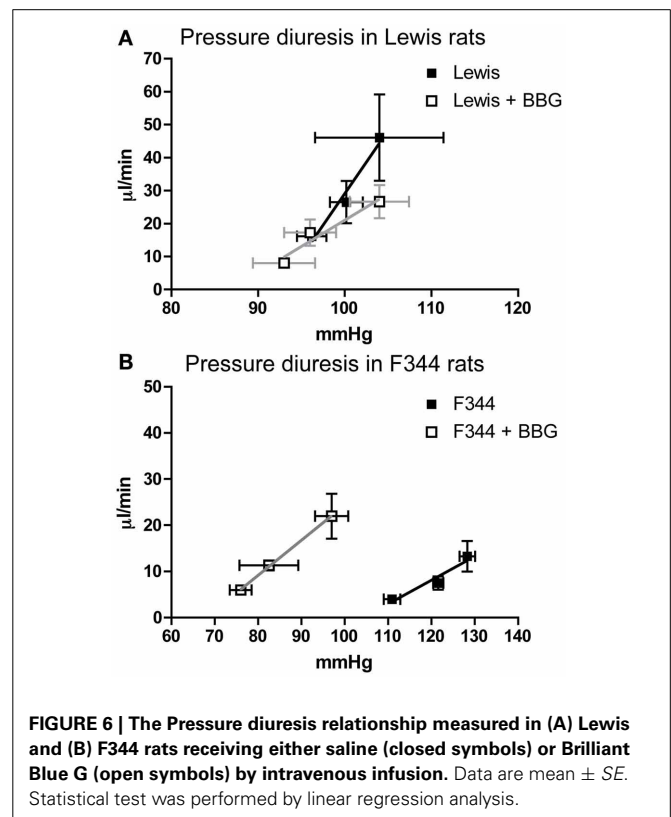 A Pressure diuresis in Lewis rats
70
60
50
40
30
20
10
0
µl/min
Lewis
Lewis + BBG
80 90 100 110 120
mmHg
B Pressure diuresis in F344 rats
50
40
30
20
10
0
µl/min
F344
F344 + BBG
60 70 80 90 100 110 120 130 140
mmHg
FIGURE 6 | The Pressure diuresis relationship measured in (A) Lewis
and (B) F344 rats receiving either saline (closed symbols) or Brilliant
Blue G (open symbols) by intravenous infusion. Data are mean ± SE.
Statistical test was performed by linear regression analysis.